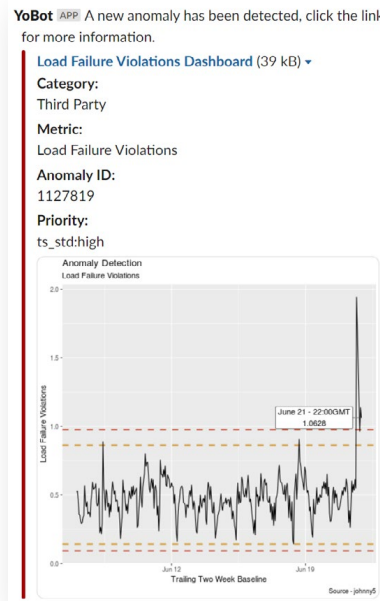 YoBot APP A new anomaly has been detected, click the link
for more information.
Load Failure Violations Dashboard (39 kB)
Category:
Third Party
Metric:
Load Failure Violations
Anomaly ID:
1127819
Priority:
ts_std:high
Anomaly Detection
Load Failure Violations
Load Failure Violations
2.0
1.5
1.0
0.5
0.0
June 21 - 22:00GMT
1.0628
Jun 12
Jun 19
Trailing Two Week Baseline
Source - johnny5